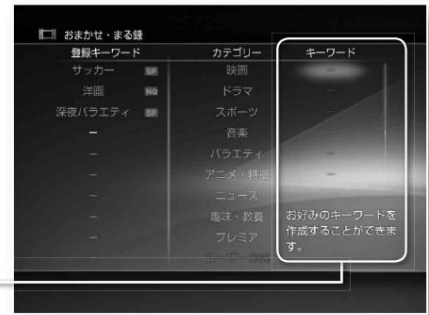 おまかせ・まる録
登録キーワード
カテゴリー
キーワード
サッカー SP
映画
–
洋画 HQ
ドラマ
深夜バラエティ SP
スポーツ
–
音楽
–
バラエティ
–
アニメ・特撮
–
ニュース
–
趣味・教養
–
プレミア
–
お好みのキーワードを
作成することができま
す。